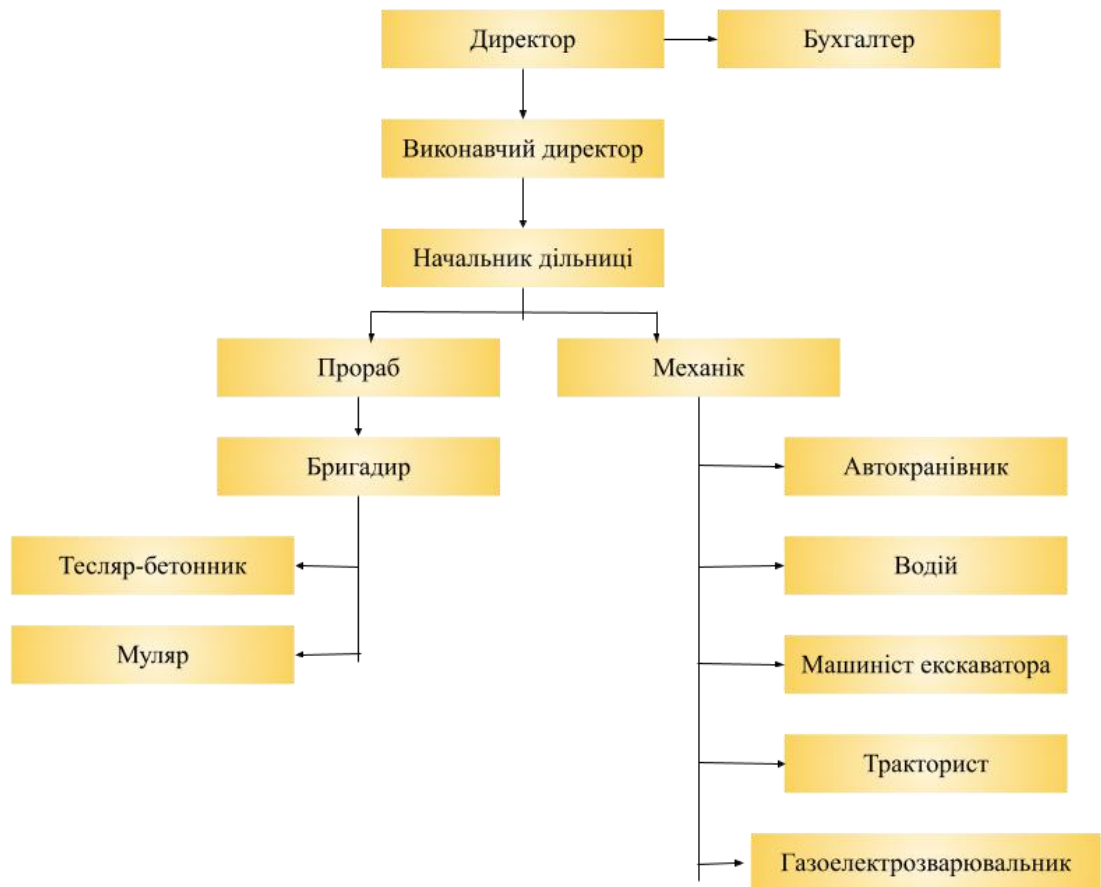 Директор
Бухгалтер
Виконавчий директор
Начальник дільниці
Прораб
Механік
Бригадир
Автокранівник
Тесляр-бетонник
Водій
Муляр
Машиніст екскаватора
Тракторист
Газоелектрозварювальник